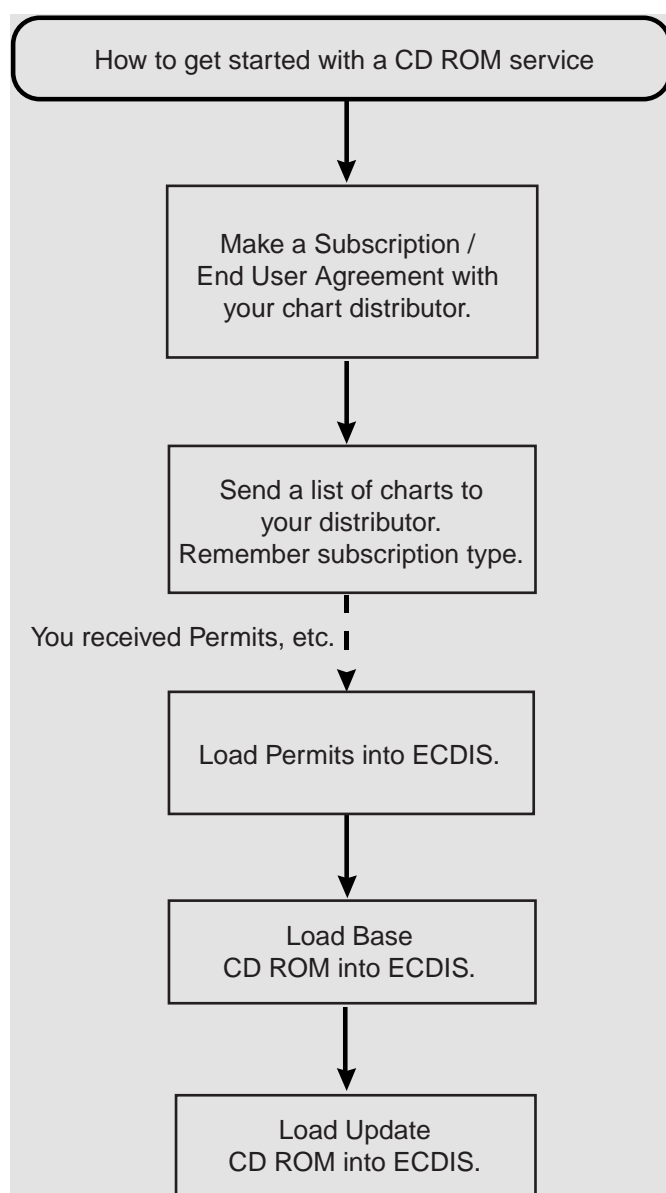 How to get started with a CD ROM service
Make a Subscription /
End User Agreement with
your chart distributor.
Send a list of charts to
your distributor.
Remember subscription type.
You received Permits, etc.
Load Permits into ECDIS.
Load Base
CD ROM into ECDIS.
Load Update
CD ROM into ECDIS.